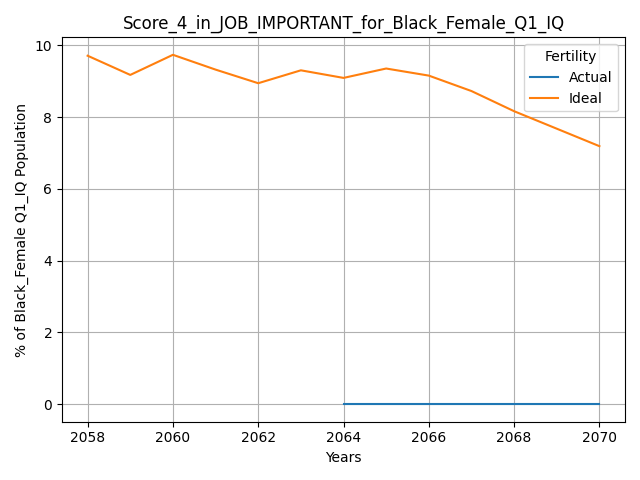 Score_4_in_JOB_IMPORTANT_for_Black_Female_Q1_IQ
% of Black_Female Q1_IQ Population
10
8
6
4
2
0
Fertility
Actual
Ideal
2058 2060 2062 2064 2066 2068 2070
Years